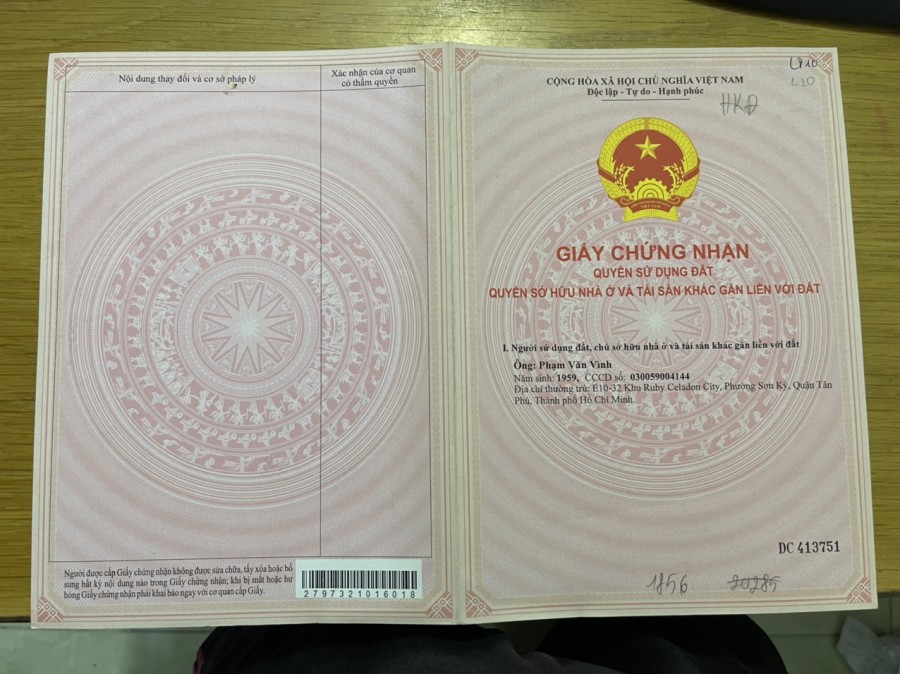 Nội dung thay đổi và cơ sở pháp lý
Xác nhận của cơ quan
có thẩm quyền
Người được cấp Giấy chứng nhận không được sửa chữa, tẩy xóa hoặc bổ
sung bất kỳ nội dung nào trong Giấy chứng nhận; khi bị mất hoặc hư
hỏng Giấy chứng nhận phải khai báo ngay với cơ quan cấp Giấy.
2797321016018
L10
CỘNG HÒA XÃ HỘI CHỦ NGHĨA VIỆT NAM
Độc lập - Tự do - Hạnh phúc
HKĐ
GIẤY CHỨNG NHẬN
QUYỀN SỬ DỤNG ĐẤT
QUYỀN SỞ HỮU NHÀ Ở VÀ TÀI SẢN KHÁC GẮN LIỀN VỚI ĐẤT
I. Người sử dụng đất, chủ sở hữu nhà ở và tài sản khác gắn liền với đất
Ông: Phạm Văn Vinh
Năm sinh: 1959, CCCD số: 030059004144
Địa chỉ thường trú: E10-32 Khu Ruby Celadon City, Phường Sơn Kỳ, Quận Tân
Phú, Thành phố Hồ Chí Minh.
DC 413751
1856 20285